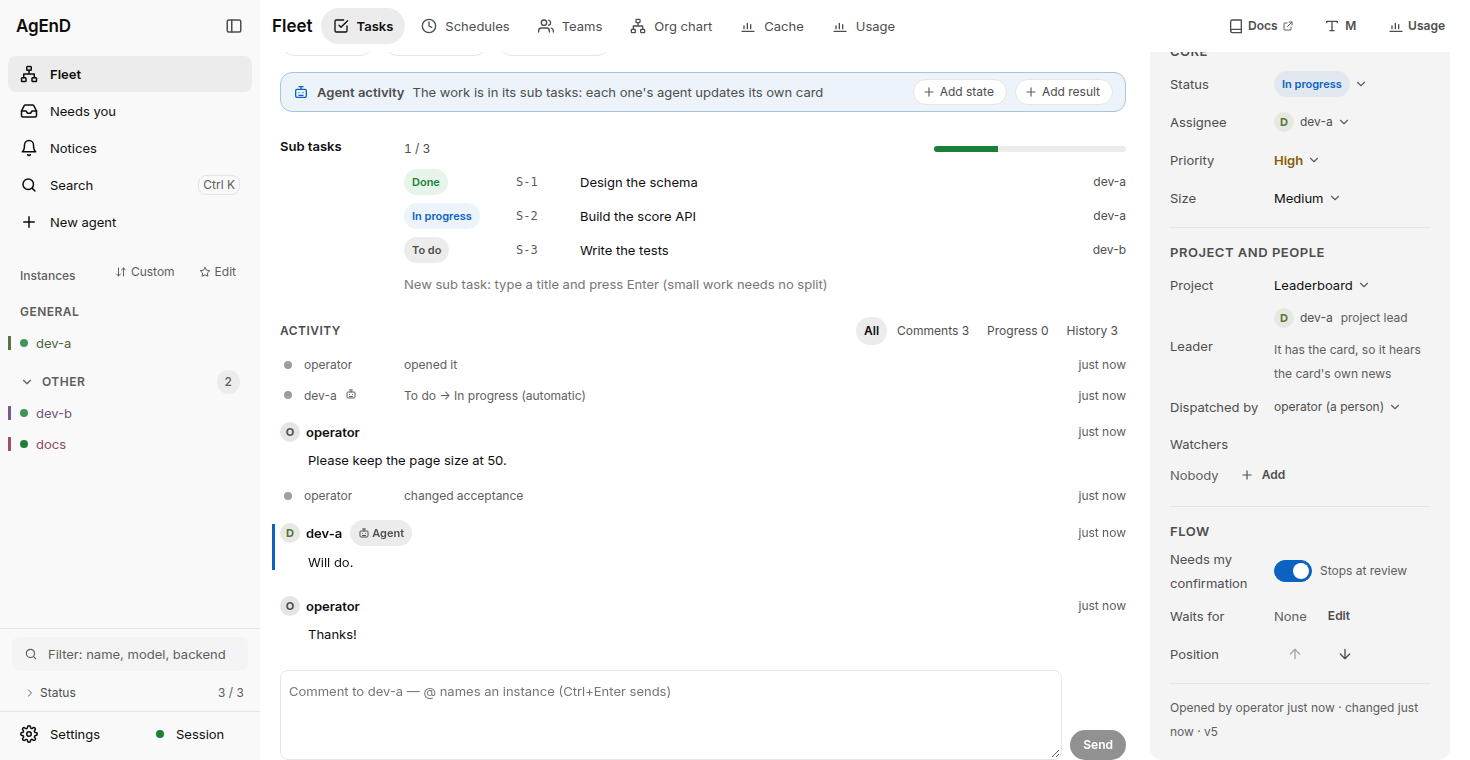 AgEnD
Fleet
Needs you
Notices
Search Ctrl K
New agent
Instances Custom Edit
GENERAL
dev-a
OTHER 2
dev-b
docs
Filter: name, model, backend
Status 3 / 3
Settings Session
Fleet Tasks Schedules Teams Org chart Cache Usage Docs M Usage
Agent activity The work is in its sub tasks: each one's agent updates its own card Add state Add result
Sub tasks 1 / 3
Done S-1 Design the schema dev-a
In progress S-2 Build the score API dev-a
To do S-3 Write the tests dev-b
New sub task: type a title and press Enter (small work needs no split)
ACTIVITY All Comments 3 Progress 0 History 3
operator opened it just now
dev-a To do → In progress (automatic) just now
O operator just now
Please keep the page size at 50.
operator changed acceptance just now
D dev-a Agent just now
Will do.
O operator just now
Thanks!
Comment to dev-a — @ names an instance (Ctrl+Enter sends)
Send
CORE
Status In progress
Assignee D dev-a
Priority High
Size Medium
PROJECT AND PEOPLE
Project Leaderboard
D dev-a project lead
Leader
It has the card, so it hears
the card's own news
Dispatched by operator (a person)
Watchers
Nobody Add
FLOW
Needs my
confirmation
Stops at review
Waits for None Edit
Position
Opened by operator just now · changed just
now · v5